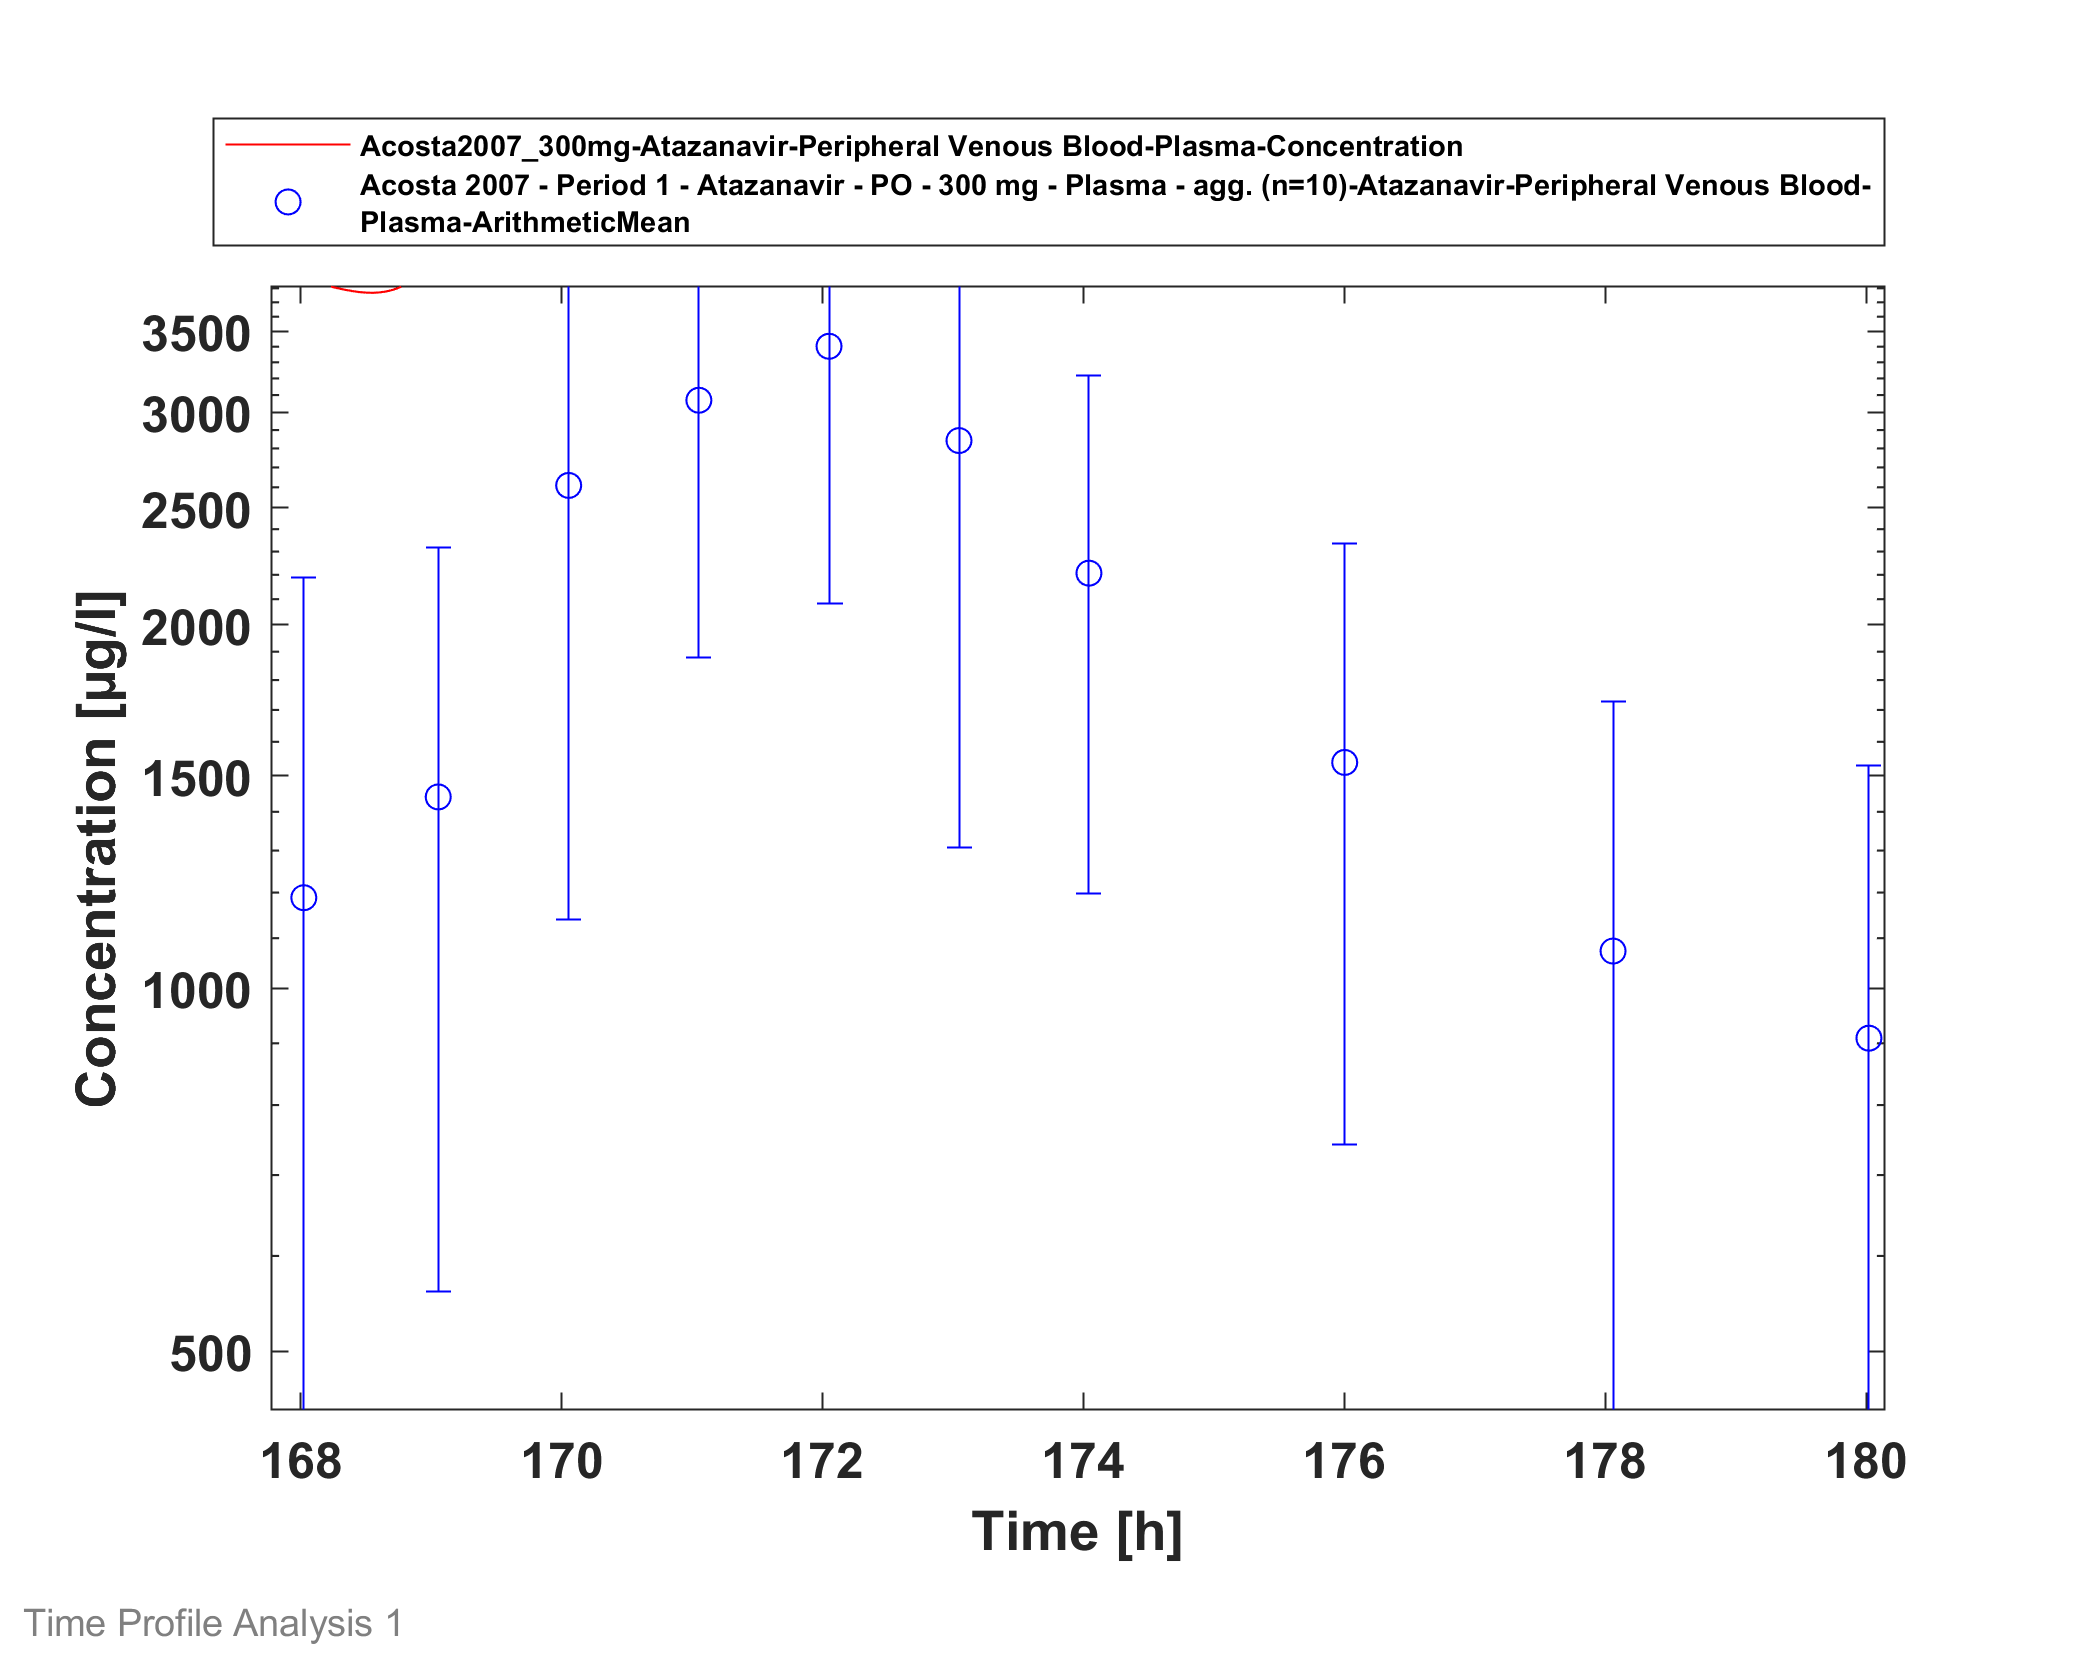 Acosta2007_300mg-Atazanavir-Peripheral Venous Blood-Plasma-Concentration
Acosta 2007 - Period 1 - Atazanavir - PO - 300 mg - Plasma - agg. (n=10)-Atazanavir-Peripheral Venous Blood-
Plasma-ArithmeticMean
3500
3000
2500
2000
1500
1000
500
Concentration [µg/l]
168 170 172 174 176 178 180
Time [h]
Time Profile Analysis 1